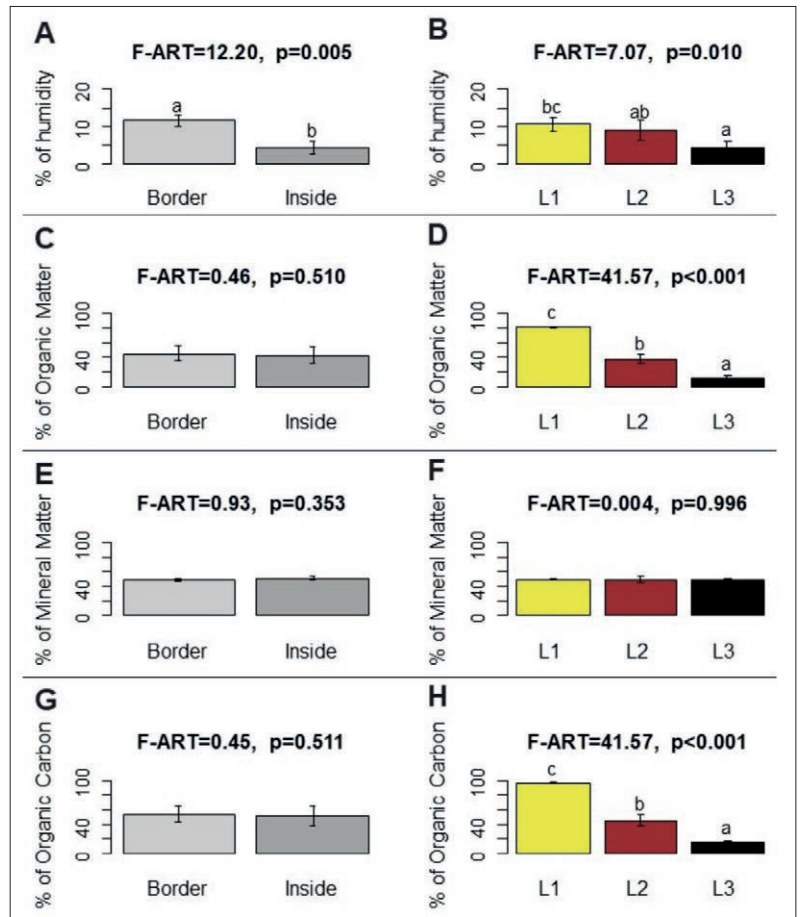 A
F-ART=12.20, p=0.005
% of humidity
0 10 20
a
b
Border Inside
B
F-ART=7.07, p=0.010
% of humidity
0 10 20
bc
ab
a
L1 L2 L3
C
F-ART=0.46, p=0.510
% of Organic Matter
0 40 100
Border Inside
D
F-ART=41.57, p<0.001
% of Organic Matter
0 40 100
c
b
a
L1 L2 L3
E
F-ART=0.93, p=0.353
% of Mineral Matter
0 40 100
Border Inside
F
F-ART=0.004, p=0.996
% of Mineral Matter
0 40 100
L1 L2 L3
G
F-ART=0.45, p=0.511
% of Organic Carbon
0 40 100
Border Inside
H
F-ART=41.57, p<0.001
% of Organic Carbon
0 40 100
c
b
a
L1 L2 L3